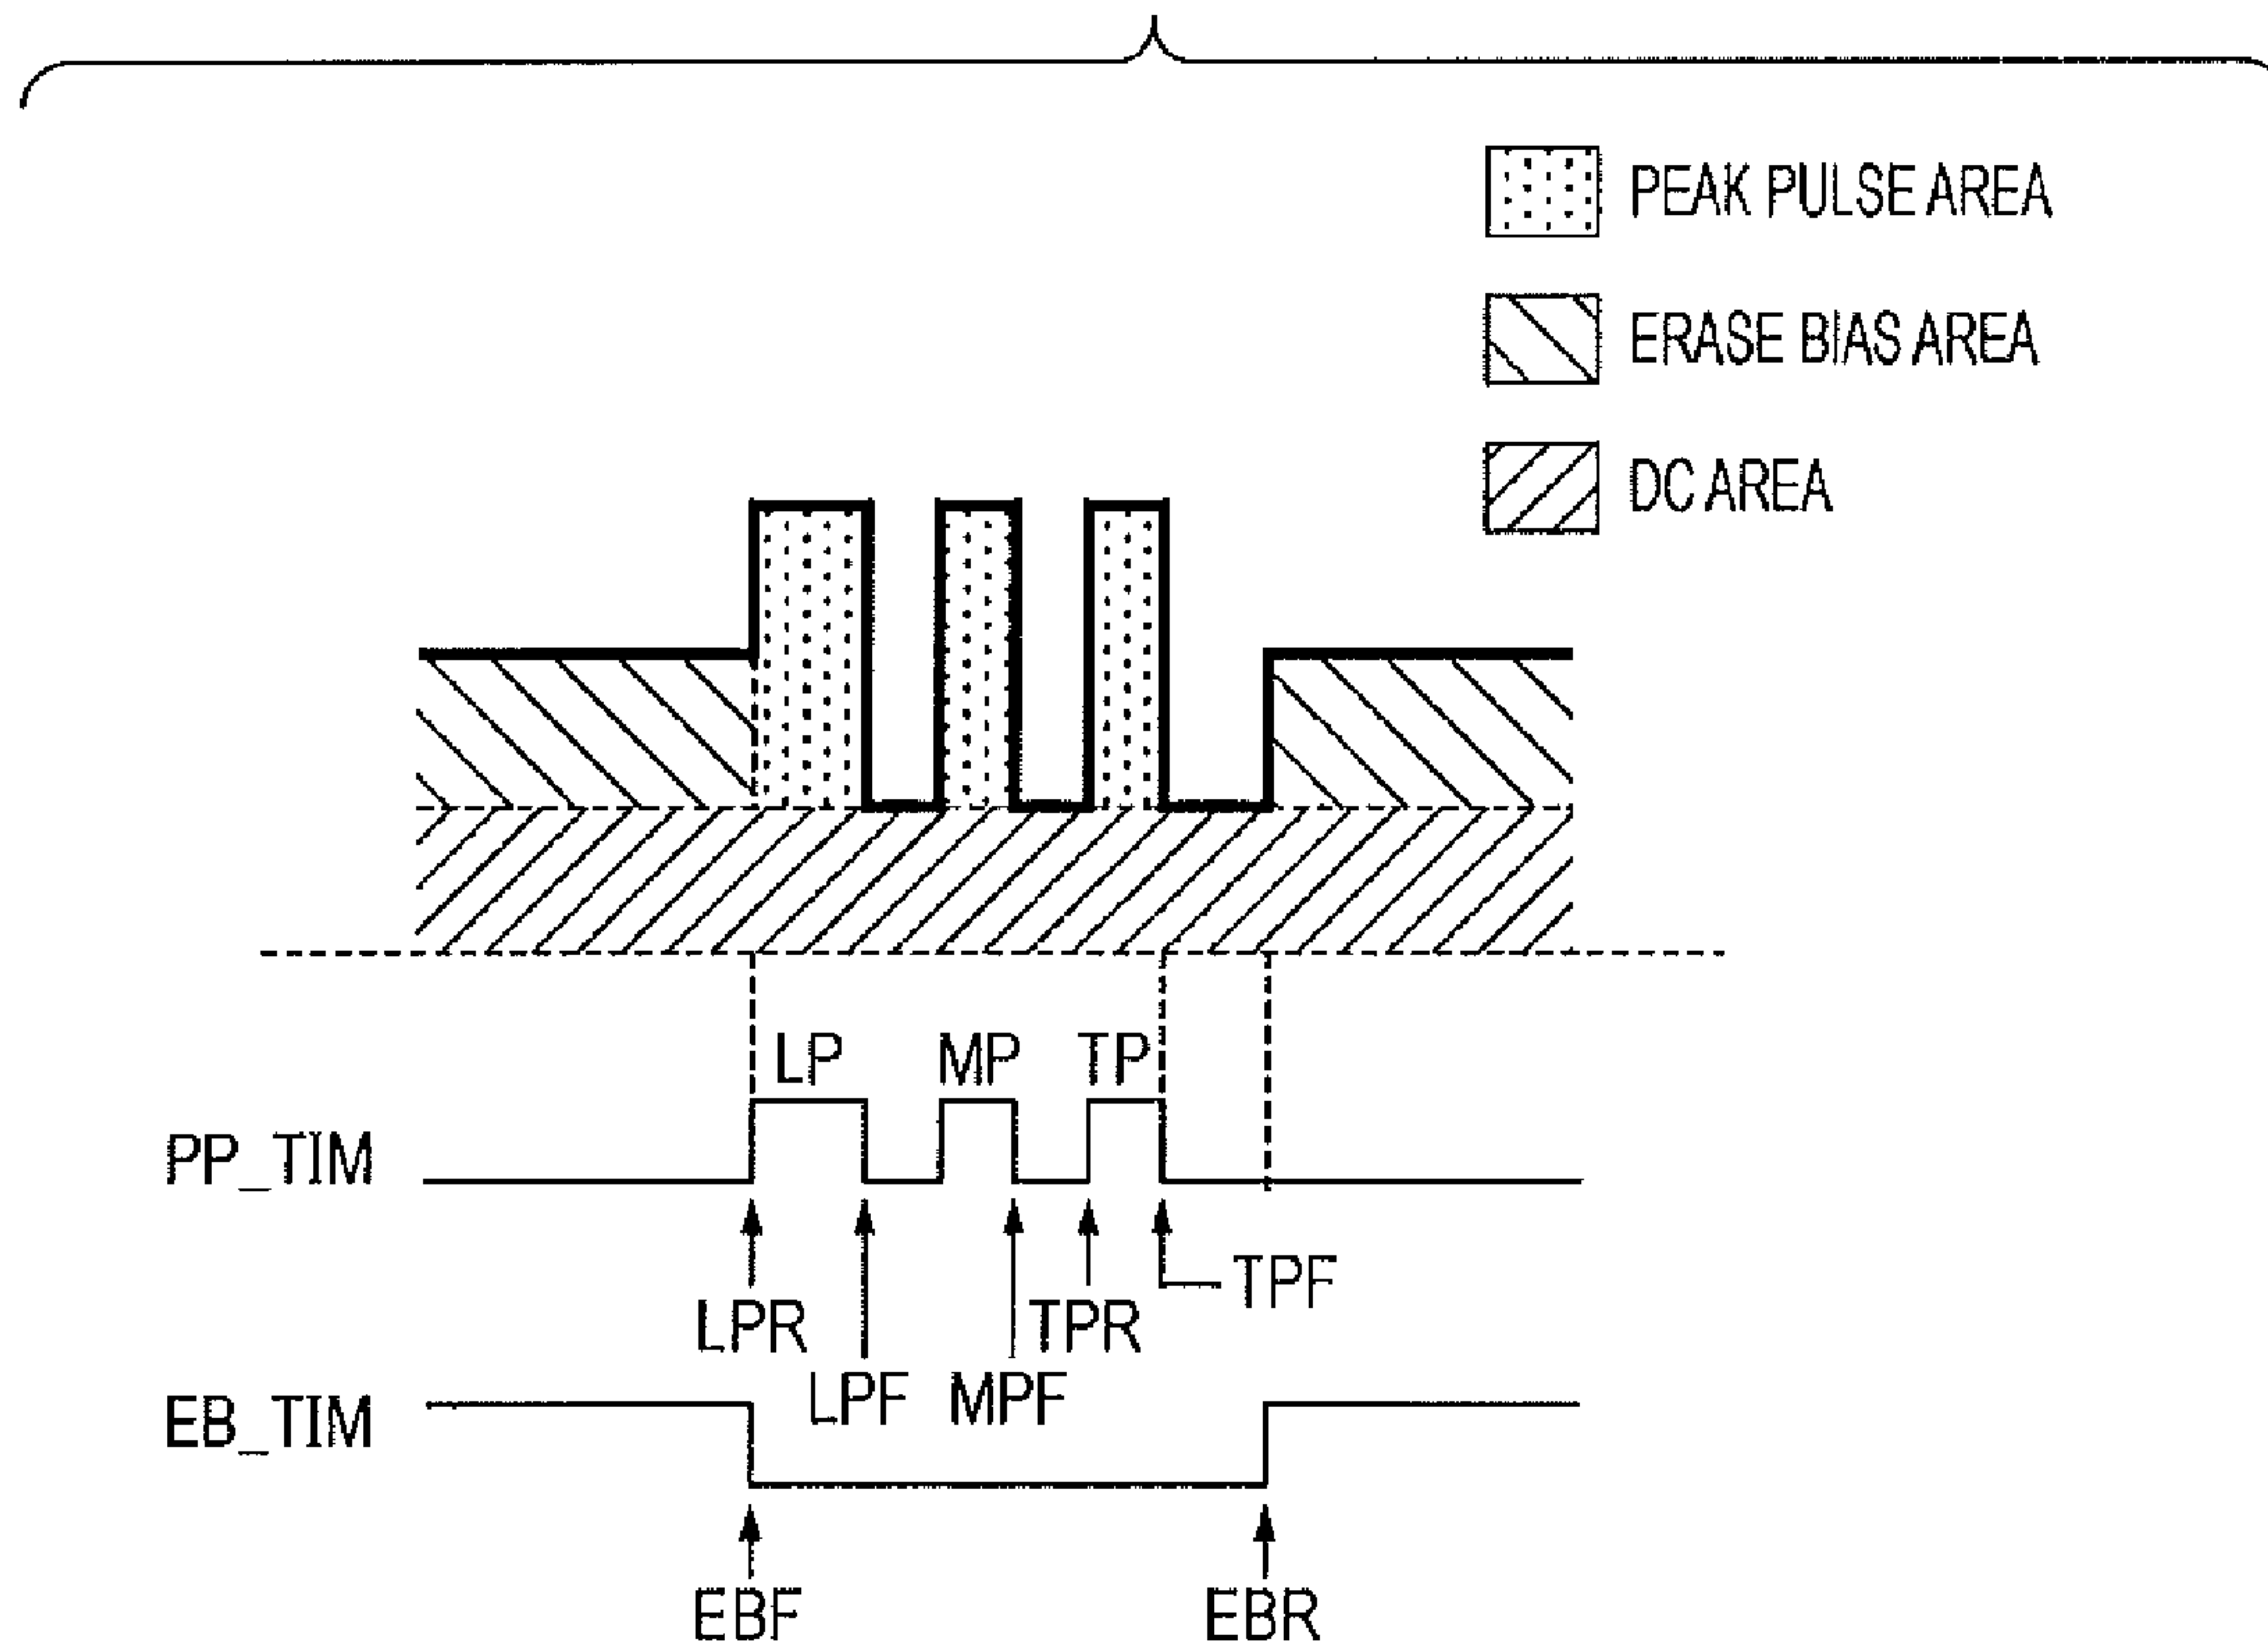 PEAK PULSE AREA
ERASE BIAS AREA
DC AREA
LP MP TP
PP_TIM
TPF
LPR TPR
LPF MPF
EB_TIM
EBF EBR